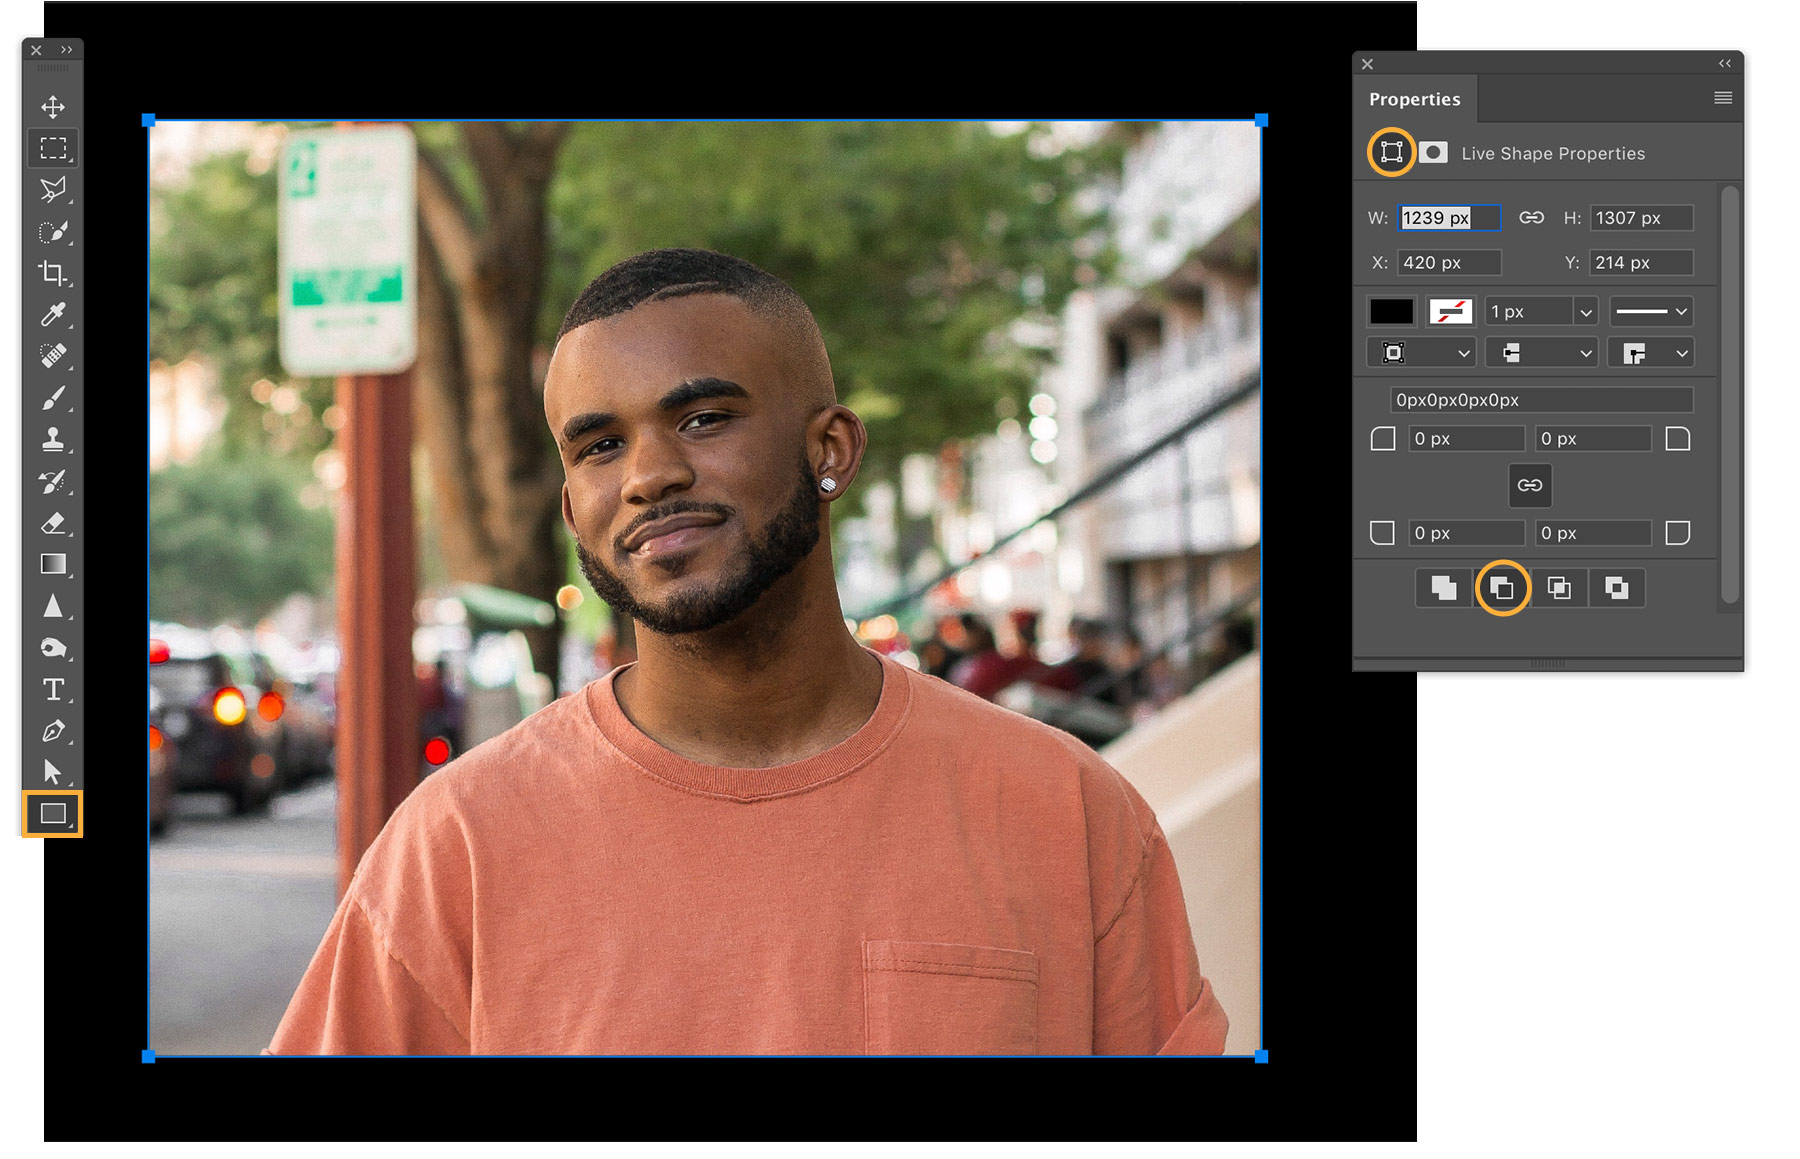 Properties
Live Shape Properties
W: 1239 px H: 1307 px
X: 420 px Y: 214 px
1 px
0px0px0px0px
0 px 0 px
0 px 0 px